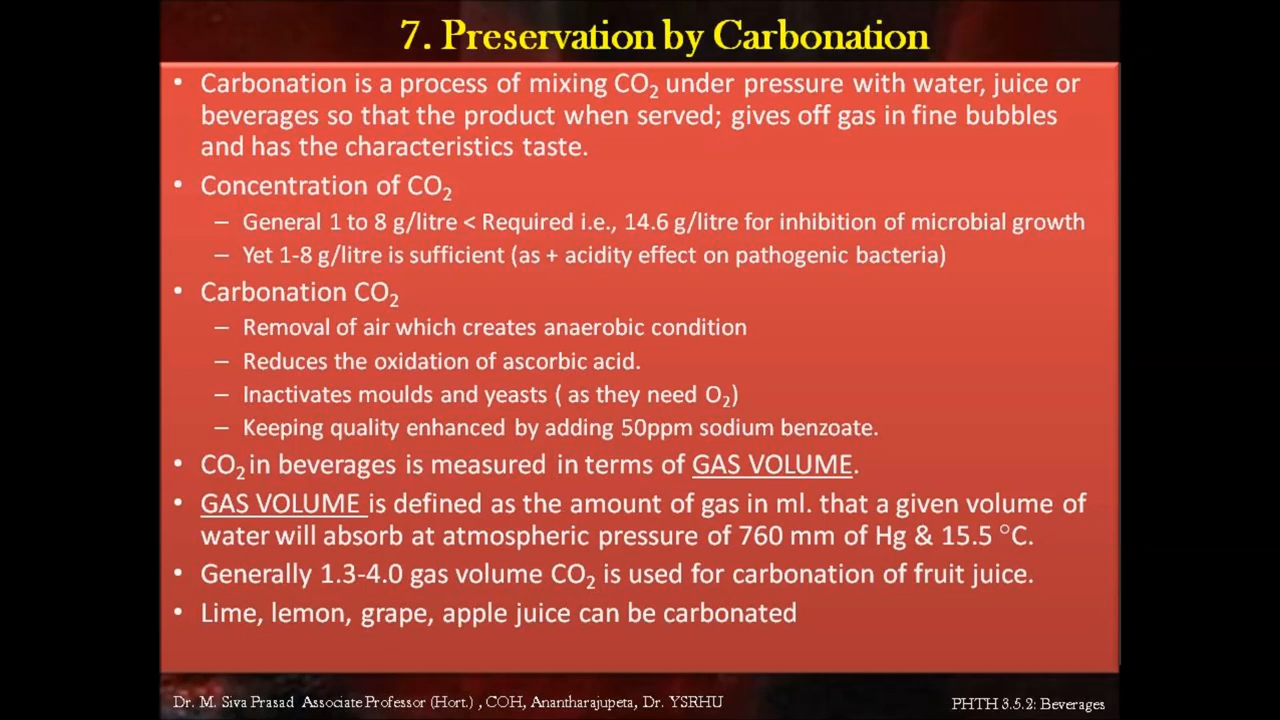 7. Preservation by Carbonation
• Carbonation is a process of mixing CO₂ under pressure with water, juice or
beverages so that the product when served; gives off gas in fine bubbles
and has the characteristics taste.
• Concentration of CO₂
– General 1 to 8 g/litre < Required i.e., 14.6 g/litre for inhibition of microbial growth
– Yet 1-8 g/litre is sufficient (as + acidity effect on pathogenic bacteria)
• Carbonation CO₂
– Removal of air which creates anaerobic condition
– Reduces the oxidation of ascorbic acid.
– Inactivates moulds and yeasts ( as they need O₂)
– Keeping quality enhanced by adding 50ppm sodium benzoate.
• CO₂ in beverages is measured in terms of GAS VOLUME.
• GAS VOLUME is defined as the amount of gas in ml. that a given volume of
water will absorb at atmospheric pressure of 760 mm of Hg & 15.5 °C.
• Generally 1.3-4.0 gas volume CO₂ is used for carbonation of fruit juice.
• Lime, lemon, grape, apple juice can be carbonated
Dr. M. Siva Prasad Associate Professor (Hort.) , COH, Anantharajupeta, Dr. YSRHU
PHTH 3.5.2: Beverages